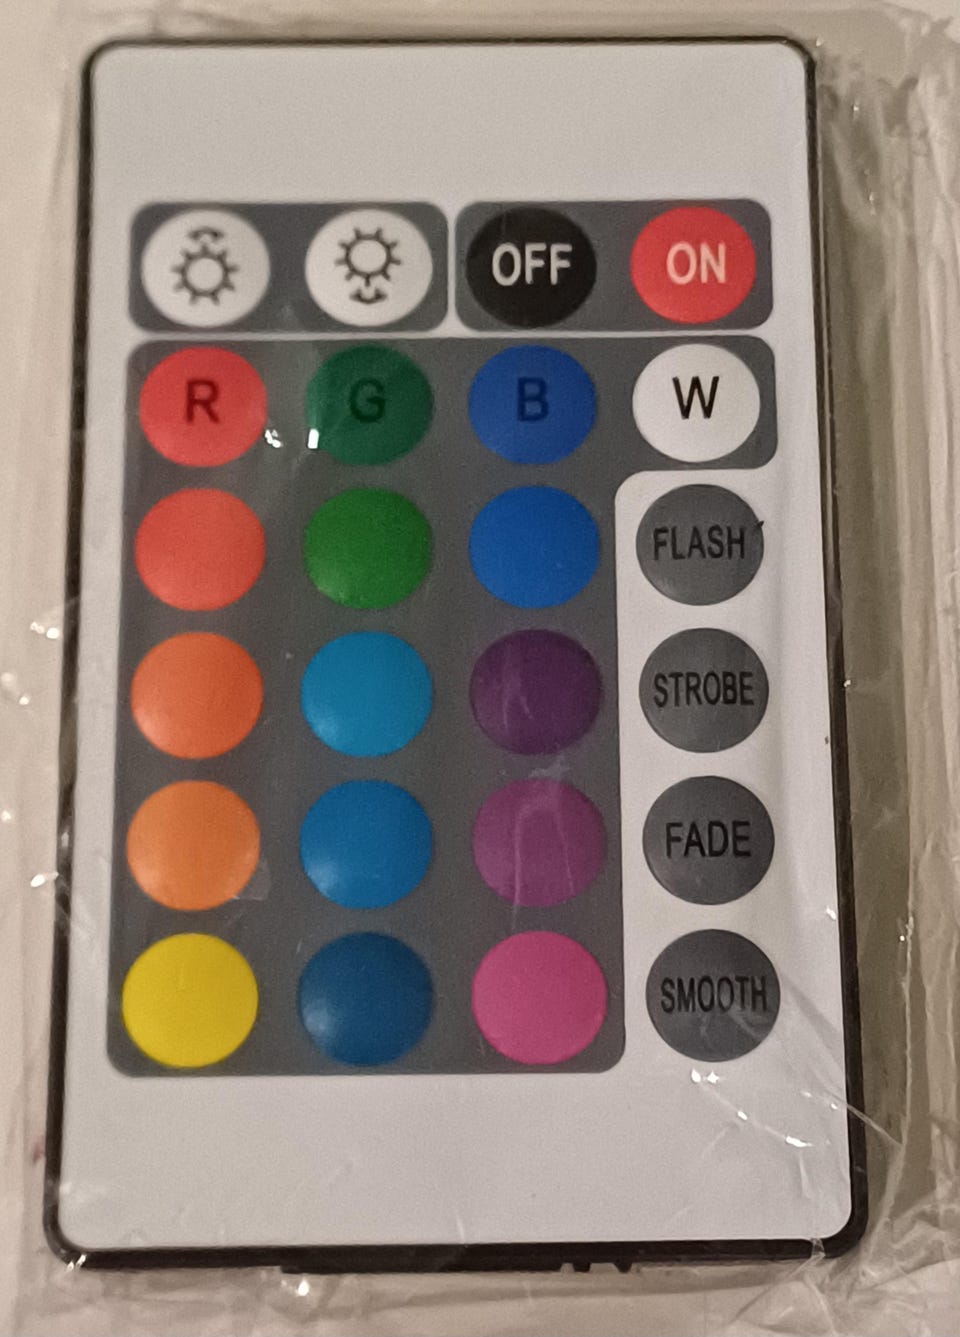 OFF ON
R G B W
FLASH
STROBE
FADE
SMOOTH